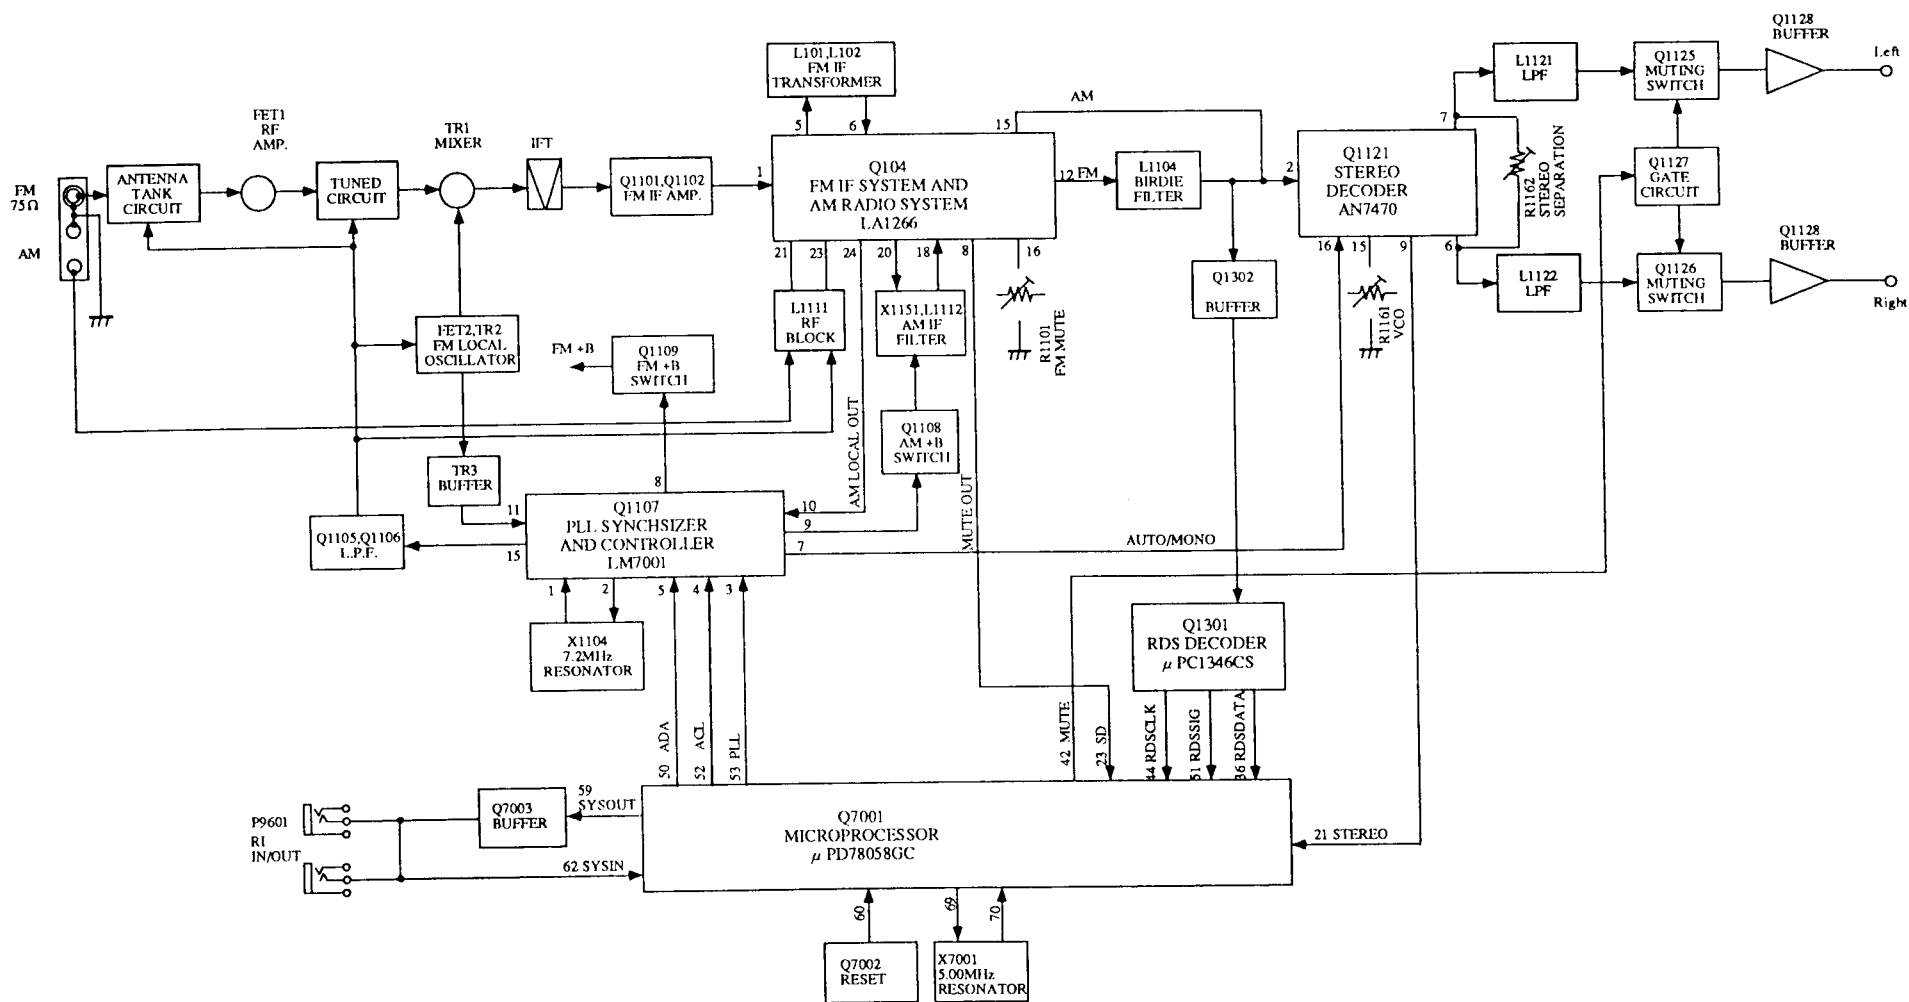 Q1128
BUFFER
Left
L101,L102
FM IF
TRANSFORMER
L1121
LPF
Q1125
MUTING
SWITCH
AM
FET1
RF
AMP.
TR1
MIXER
IFT
5
6
15
7
FM
75Ω
AM
ANTENNA
TANK
CIRCUIT
TUNED
CIRCUIT
Q1101,Q1102
FM IF AMP.
1
Q104
FM IF SYSTEM AND
AM RADIO SYSTEM
LA1266
12 FM
L1104
BIRDIE
FILTER
2
Q1121
STEREO
DECODER
AN7470
R1162
STEREO
SEPARATION
Q1127
GATE
CIRCUIT
21
23
24
20
18
8
16
16
15
9
6
Q1128
BUFFER
L1122
LPF
Q1126
MUTING
SWITCH
Right
L1111
RF
BLOCK
X1151,L1112
AM IF
FILTER
R1101
FM MUTE
Q1302
BUFFER
R1161
VCO
FET2,TR2
FM LOCAL
OSCILLATOR
FM +B
Q1109
FM +B
SWITCH
Q1108
AM +B
SWITCH
AM LOCAL OUT
MUTE OUT
TR3
BUFFER
8
11
15
Q1107
PLL SYNCHSIZER
AND CONTROLLER
LM7001
10
9
7
AUTO/MONO
Q1105,Q1106
L.P.F.
1
2
5
4
3
X1104
7.2MHz
RESONATOR
Q1301
RDS DECODER
μ PC1346CS
50 ADA
52 ACL
53 PLL
42 MUTE
23 SD
44 RDSCLK
51 RDSSIG
36 RDSDATA
P9601
RI
IN/OUT
Q7003
BUFFER
59
SYSOUT
62 SYSIN
Q7001
MICROPROCESSOR
μ PD78058GC
21 STEREO
60
69
70
Q7002
RESET
X7001
5.00MHz
RESONATOR